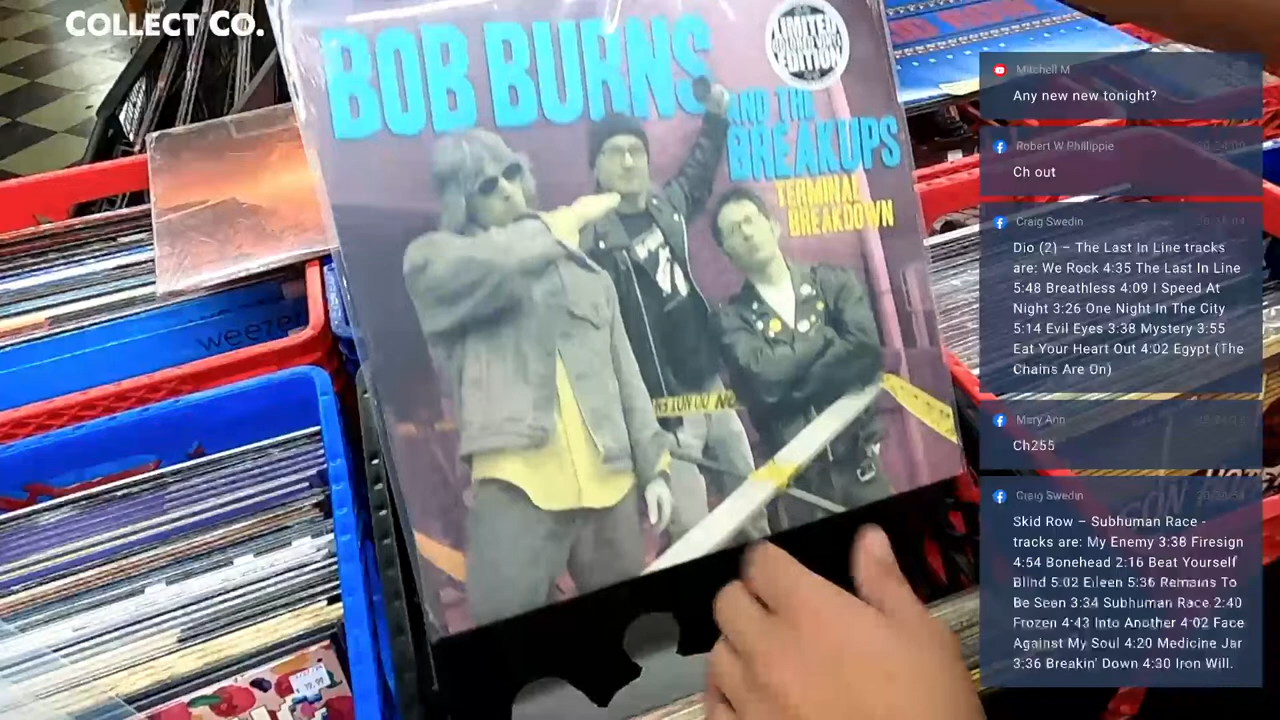 COLLECT CO.
BOB BURNS
AND THE
BREAKUPS
TERMINAL
BREAKDOWN
LIMITED
EDITION
weezer
Mitchell M
Any new new tonight?
Robert W Phillippie
Ch out
Craig Swedin
Dio (2) – The Last In Line tracks
are: We Rock 4:35 The Last In Line
5:48 Breathless 4:09 I Speed At
Night 3:26 One Night In The City
5:14 Evil Eyes 3:38 Mystery 3:55
Eat Your Heart Out 4:02 Egypt (The
Chains Are On)
Mary Ann
Ch255
Craig Swedin
Skid Row – Subhuman Race -
tracks are: My Enemy 3:38 Firesign
4:54 Bonehead 2:16 Beat Yourself
Blind 5:02 Eileen 5:36 Remains To
Be Seen 3:34 Subhuman Race 2:40
Frozen 4:43 Into Another 4:02 Face
Against My Soul 4:20 Medicine Jar
3:36 Breakin' Down 4:30 Iron Will.